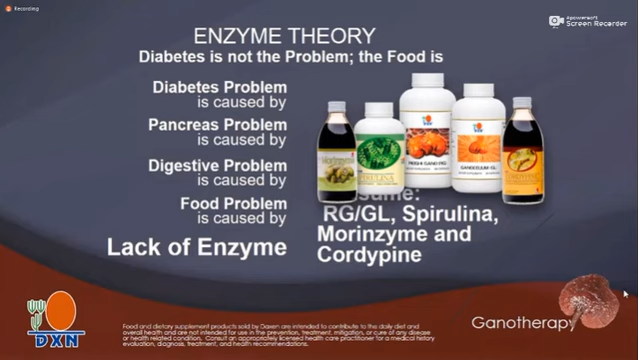 Recording
Apowersoft
Screen Recorder
ENZYME THEORY
Diabetes is not the Problem; the Food is
Diabetes Problem
is caused by
Pancreas Problem
is caused by
Digestive Problem
is caused by
Food Problem
is caused by
Lack of Enzyme
RG/GL, Spirulina,
Morinzyme and
Cordypine
DXN
Ganotherapy
Food and dietary supplement products sold by Daxen are intended to contribute to the daily diet and
overall health and are not intended for use in the prevention, treatment, mitigation, or cure of any disease
or health related condition. Consult an appropriately licensed health care practitioner for a medical history
evaluation, diagnosis, treatment, and health recommendations.